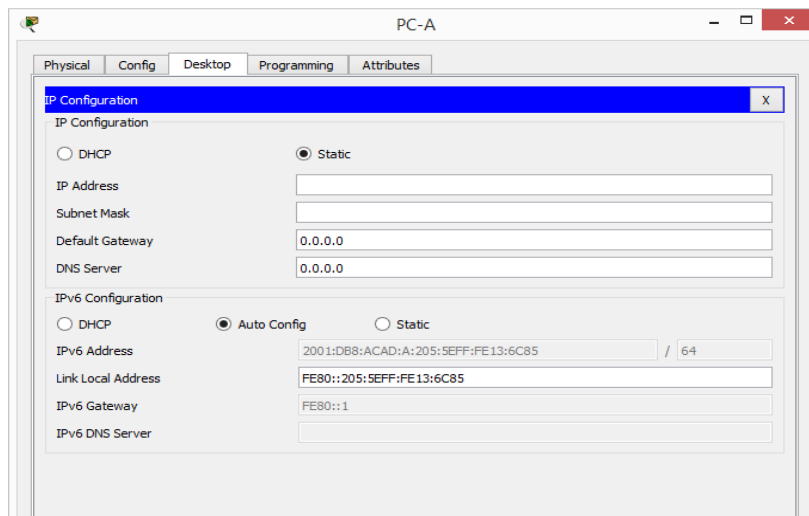 PC-A
Physical Config Desktop Programming Attributes
IP Configuration X
IP Configuration
DHCP Static
IP Address
Subnet Mask
Default Gateway 0.0.0.0
DNS Server 0.0.0.0
IPv6 Configuration
DHCP Auto Config Static
IPv6 Address 2001:DB8:ACAD:A:205:5EFF:FE13:6C85 / 64
Link Local Address FE80::205:5EFF:FE13:6C85
IPv6 Gateway FE80::1
IPv6 DNS Server